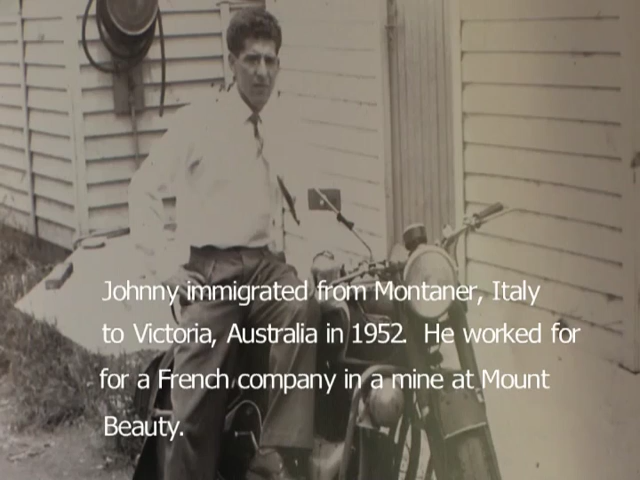 Johnny immigrated from Montaner, Italy
to Victoria, Australia in 1952. He worked for
for a French company in a mine at Mount
Beauty.